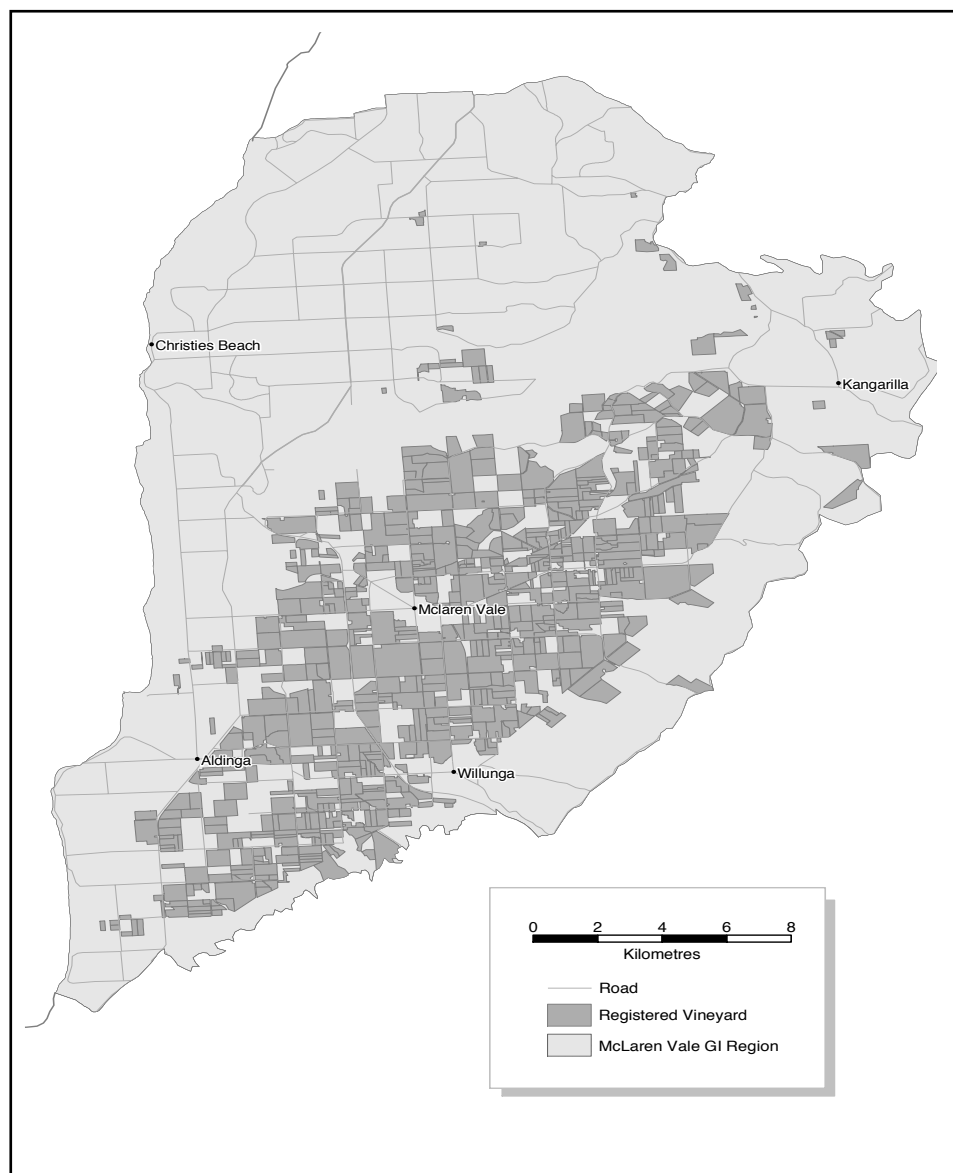 Christies Beach
Kangarilla
Mclaren Vale
Aldinga
Willunga
0 2 4 6 8
Kilometres
Road
Registered Vineyard
McLaren Vale GI Region